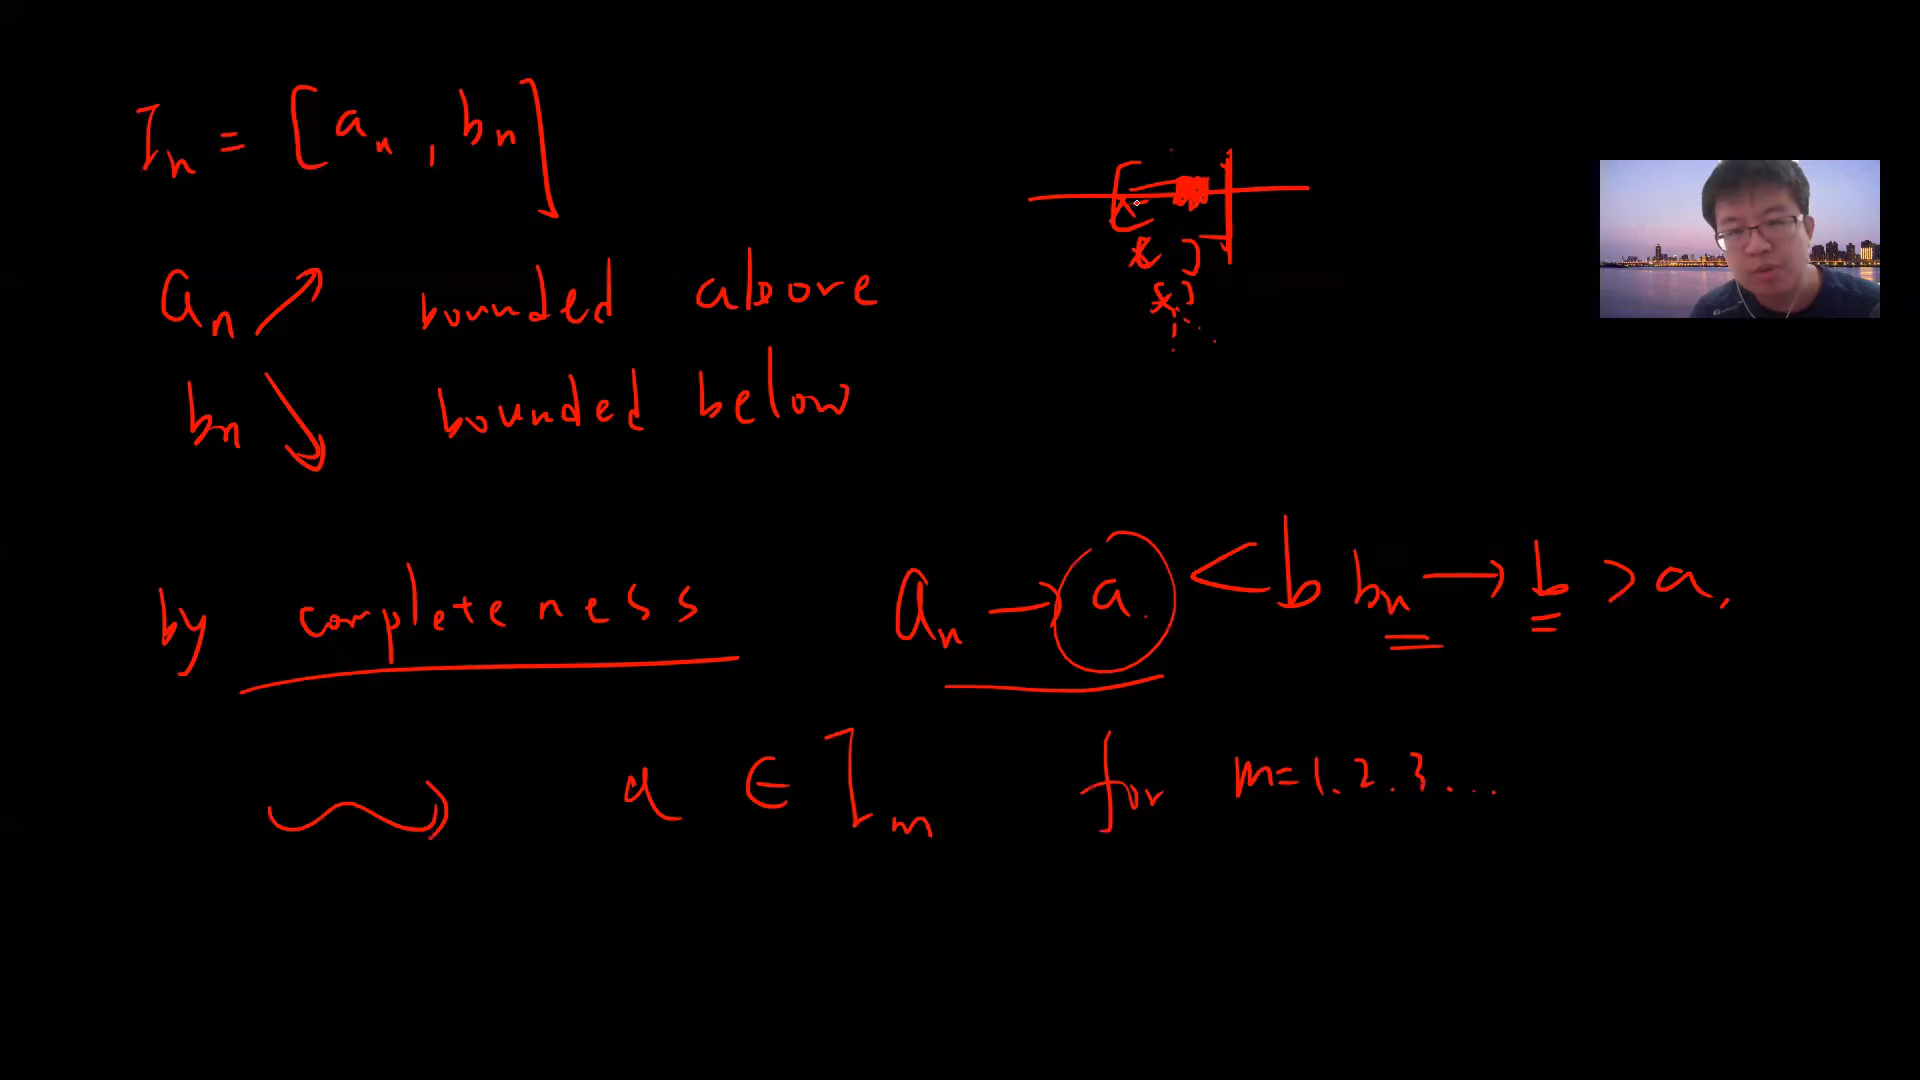 I_n = [a_n, b_n]
a_n ↗ bounded above
b_n ↘ bounded below
by completeness a_n → a. < b b_n → b > a.
⇝ a ∈ I_m for m=1.2.3...